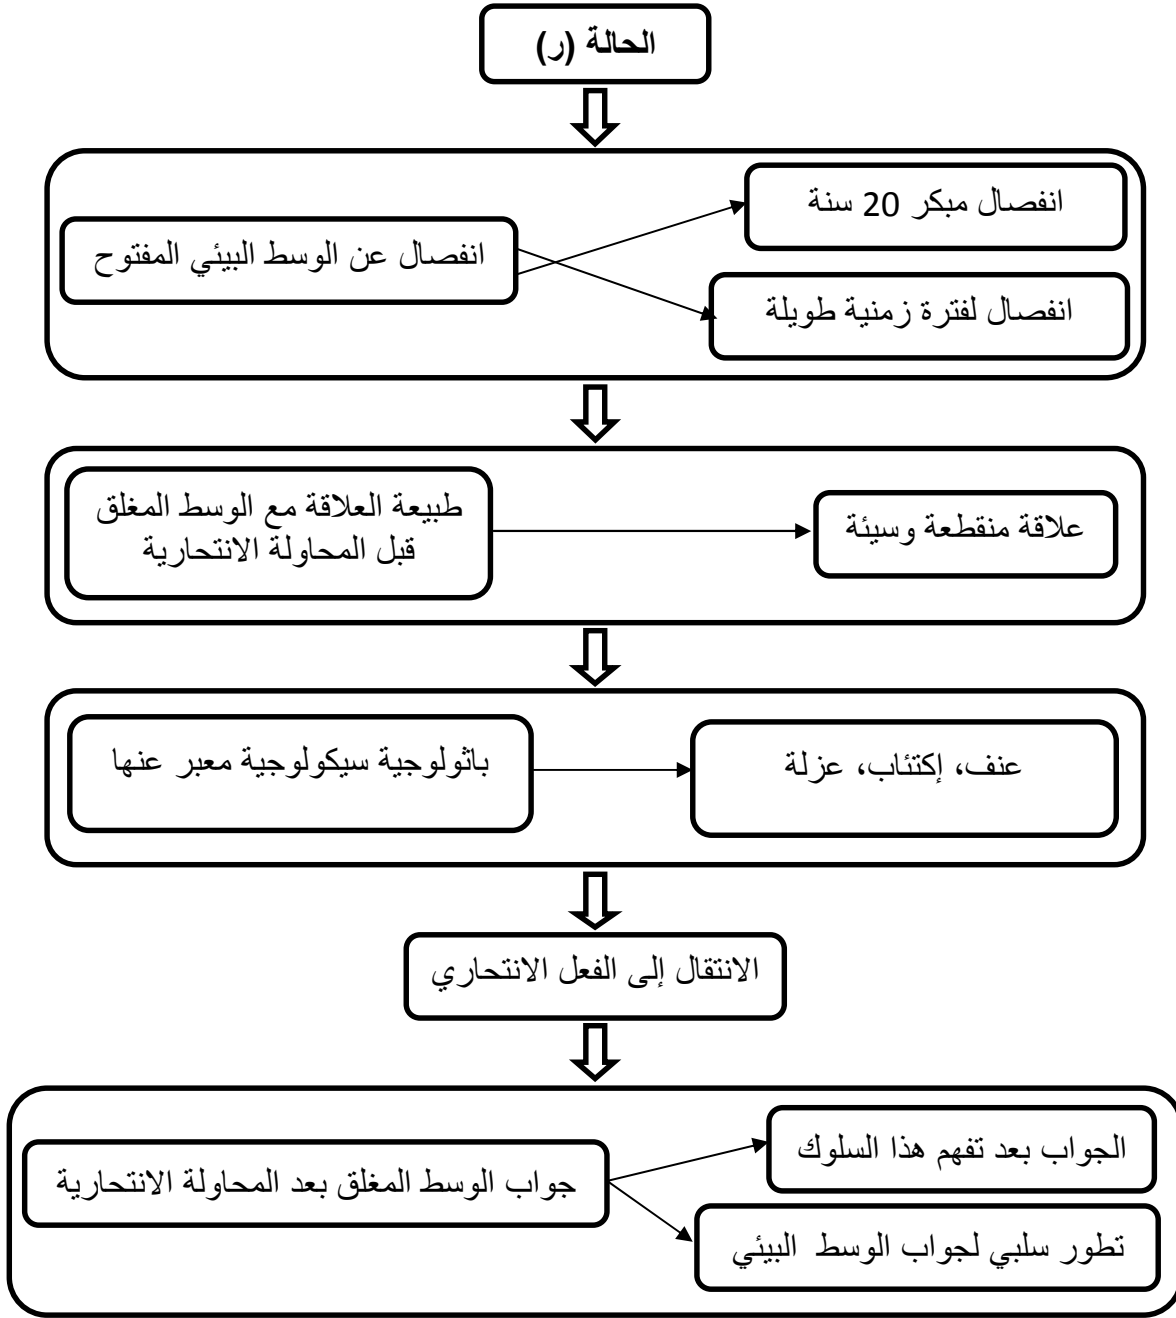 الحالة (ر)
انفصال مبكر 20 سنة
انفصال عن الوسط البيئي المفتوح
انفصال لفترة زمنية طويلة
طبيعة العلاقة مع الوسط المغلق
قبل المحاولة الانتحارية
علاقة منقطعة وسيئة
باثولوجية سيكولوجية معبر عنها
عنف، إكتئاب، عزلة
الانتقال إلى الفعل الانتحاري
الجواب بعد تفهم هذا السلوك
جواب الوسط المغلق بعد المحاولة الانتحارية
تطور سلبي لجواب الوسط البيئي